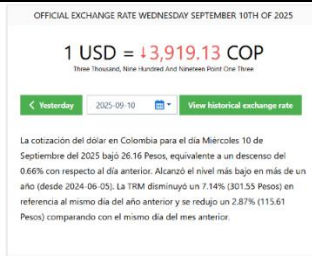 OFFICIAL EXCHANGE RATE WEDNESDAY SEPTEMBER 10TH OF 2025
1 USD = ↓3,919.13 COP
Three Thousand, Nine Hundred And Nineteen Point One Three
Yesterday
2025-09-10
View historical exchange rate
La cotización del dólar en Colombia para el día Miercoles 10 de
Septiembre del 2025 bajó 26.16 Pesos, equivalente a un descenso del
0.66% con respecto al día anterior. Alcanzó el nivel más bajo en más de un
año (desde 2024-06-05). La TRM disminuyó un 7.14% (301.55 Pesos) en
referencia al mismo día del año anterior y se redujo un 2.87% (115.61
Pesos) comparando con el mismo día del mes anterior.